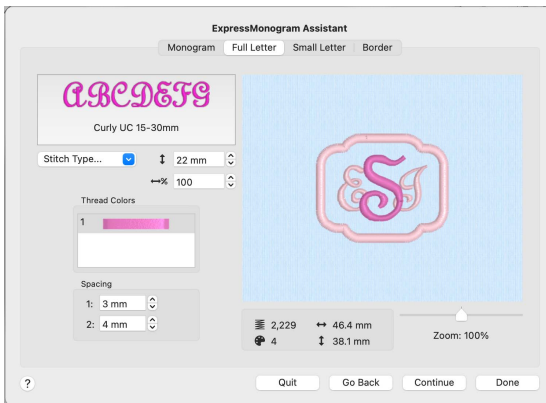 ExpressMonogram Assistant
Monogram Full Letter Small Letter Border
ABCDEFG
Curly UC 15-30mm
Stitch Type... 22 mm
% 100
Thread Colors
1
Spacing
1: 3 mm
2: 4 mm
ESJ
2,229 46.4 mm
4 38.1 mm
Zoom: 100%
? Quit Go Back Continue Done